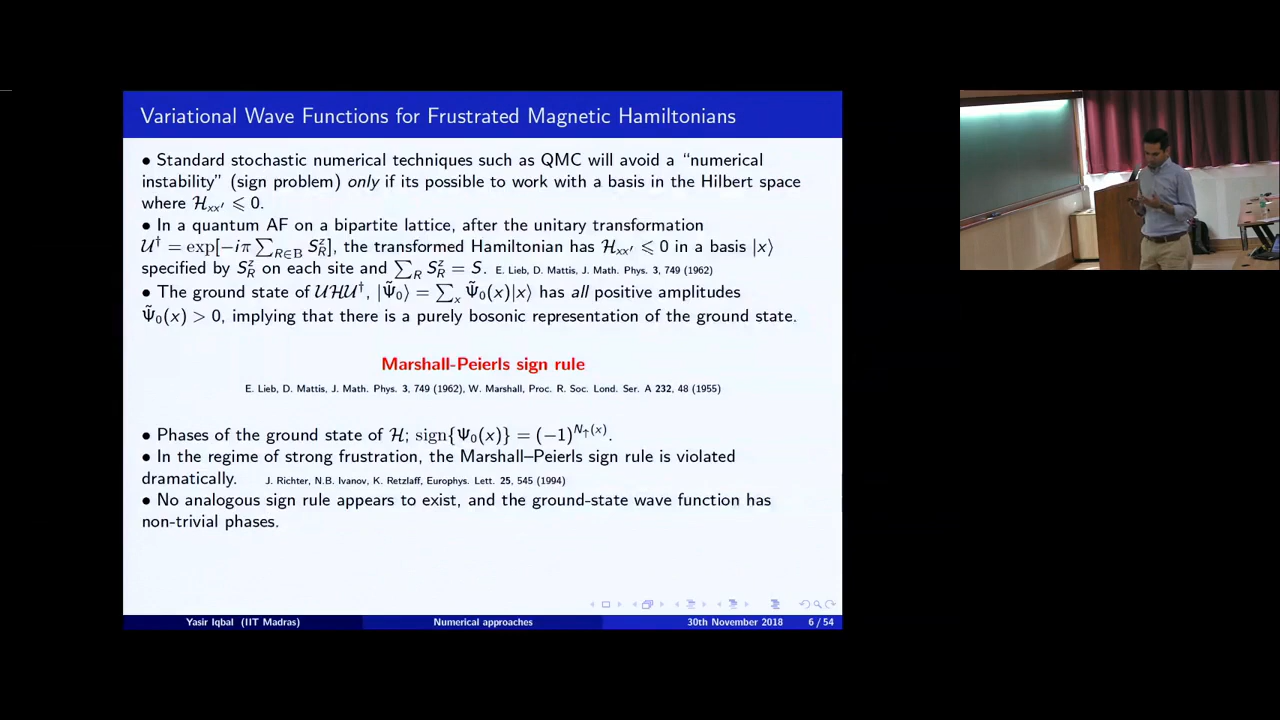 Variational Wave Functions for Frustrated Magnetic Hamiltonians
• Standard stochastic numerical techniques such as QMC will avoid a “numerical
instability” (sign problem) only if its possible to work with a basis in the Hilbert space
where ℋₓₓ′ ⩽ 0.
• In a quantum AF on a bipartite lattice, after the unitary transformation
𝒰† = exp[−iπ ∑_{R∈B} S^z_R], the transformed Hamiltonian has ℋₓₓ′ ⩽ 0 in a basis |x⟩
specified by S^z_R on each site and ∑_R S^z_R = S. E. Lieb, D. Mattis, J. Math. Phys. 3, 749 (1962)
• The ground state of 𝒰ℋ𝒰†, |Ψ̃₀⟩ = ∑ₓ Ψ̃₀(x)|x⟩ has all positive amplitudes
Ψ̃₀(x) > 0, implying that there is a purely bosonic representation of the ground state.
Marshall-Peierls sign rule
E. Lieb, D. Mattis, J. Math. Phys. 3, 749 (1962), W. Marshall, Proc. R. Soc. Lond. Ser. A 232, 48 (1955)
• Phases of the ground state of ℋ; sign{Ψ₀(x)} = (−1)^{N_↑(x)}.
• In the regime of strong frustration, the Marshall–Peierls sign rule is violated
dramatically. J. Richter, N.B. Ivanov, K. Retzlaff, Europhys. Lett. 25, 545 (1994)
• No analogous sign rule appears to exist, and the ground-state wave function has
non-trivial phases.
Yasir Iqbal (IIT Madras) Numerical approaches 30th November 2018 6 / 54